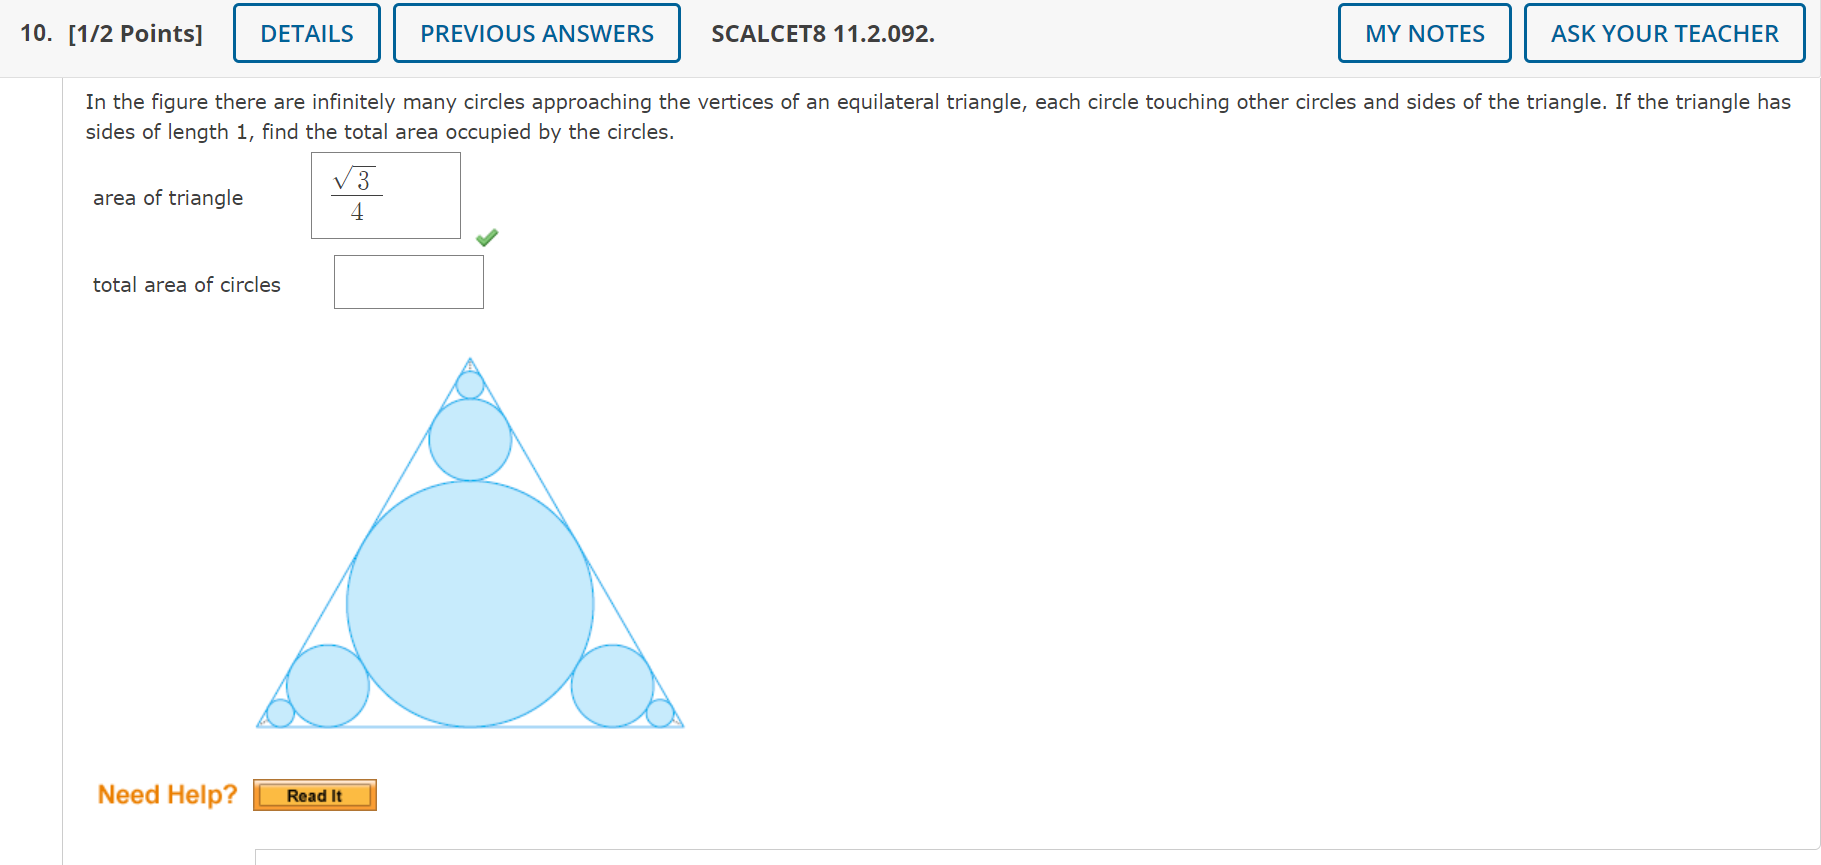 10. [1/2 Points] DETAILS PREVIOUS ANSWERS SCALCET8 11.2.092. MY NOTES ASK YOUR TEACHER
In the figure there are infinitely many circles approaching the vertices of an equilateral triangle, each circle touching other circles and sides of the triangle. If the triangle has
sides of length 1, find the total area occupied by the circles.
area of triangle √3/4
total area of circles
Need Help? Read It